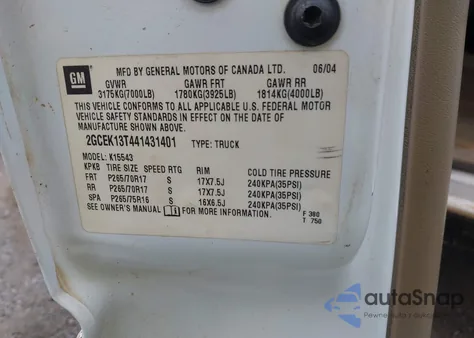 GM
MFD BY GENERAL MOTORS OF CANADA LTD. 06/04
GVWR GAWR FRT GAWR RR
3175KG(7000LB) 1780KG(3925LB) 1814KG(4000LB)
THIS VEHICLE CONFORMS TO ALL APPLICABLE U.S. FEDERAL MOTOR
VEHICLE SAFETY STANDARDS IN EFFECT ON THE DATE OF
MANUFACTURE SHOWN ABOVE.
2GCEK13T441431401 TYPE: TRUCK
MODEL: K15543
KPKB TIRE SIZE SPEED RTG RIM COLD TIRE PRESSURE
FRT P265/70R17 S 17X7.5J 240KPA(35PSI)
RR P265/70R17 S 17X7.5J 240KPA(35PSI)
SPA P265/75R16 S 16X6.5J 240KPA(35PSI)
SEE OWNER'S MANUAL FOR MORE INFORMATION.
F 380
T 750
autoSnap